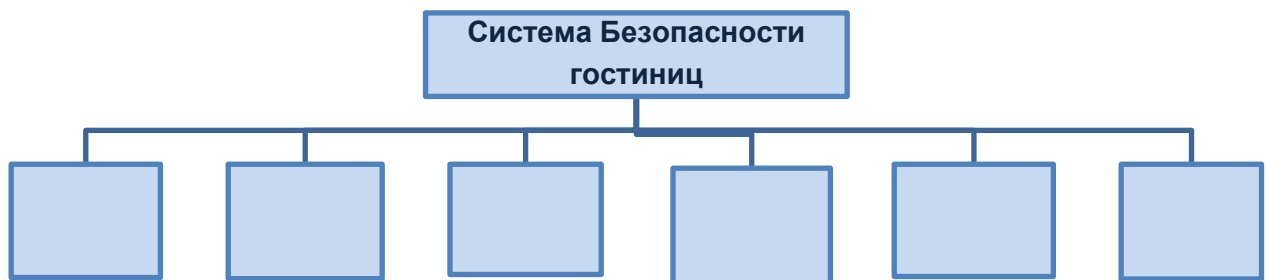 Система Безопасности
гостиниц